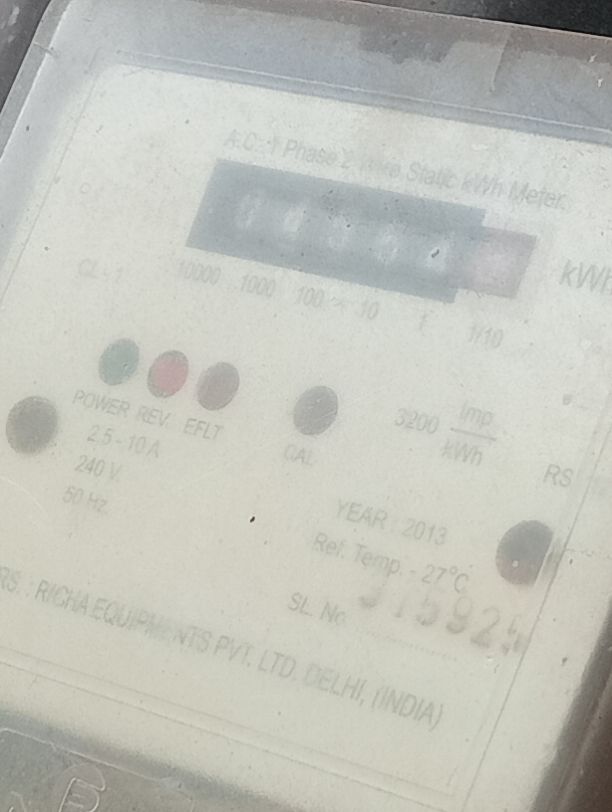 A.C. 1 Phase 2 Wire Static kWh Meter
kWh
CL - 1
10000 1000 100 10 1 1/10
POWER REV. EFLT
2.5 - 10 A
240 V
50 Hz
CAL
3200 Imp
kWh
RS
YEAR : 2013
Ref. Temp. - 27°C
SL. No
RS. : RICHA EQUIPMENTS PVT. LTD. DELHI, (INDIA)